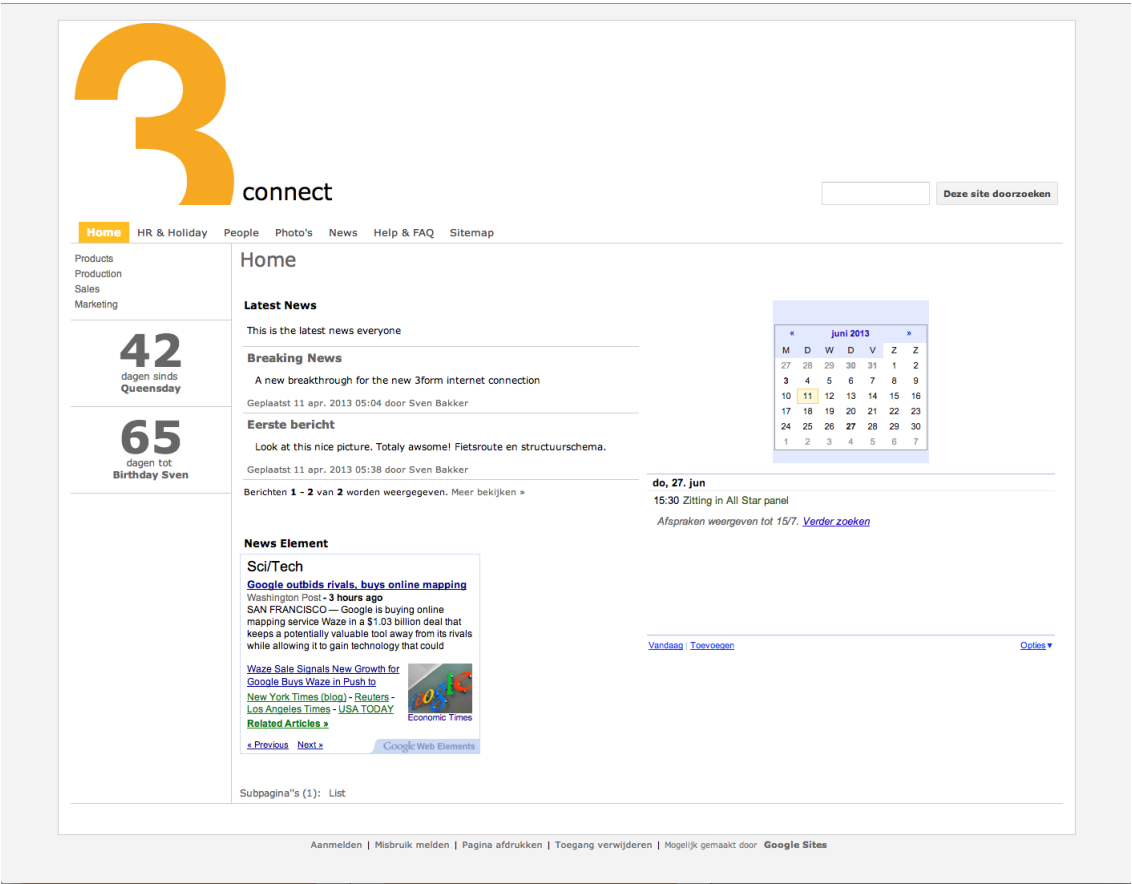 3
connect
Deze site doorzoeken
Home HR & Holiday People Photo's News Help & FAQ Sitemap
Products
Production
Sales
Marketing
42
dagen sinds
Queensday
65
dagen tot
Birthday Sven
Home
Latest News
This is the latest news everyone
Breaking News
A new breakthrough for the new 3form internet connection
Geplaatst 11 apr. 2013 05:04 door Sven Bakker
Eerste bericht
Look at this nice picture. Totaly awsome! Fietsroute en structuurschema.
Geplaatst 11 apr. 2013 05:38 door Sven Bakker
Berichten 1 - 2 van 2 worden weergegeven. Meer bekijken »
News Element
Sci/Tech
Google outbids rivals, buys online mapping
Washington Post - 3 hours ago
SAN FRANCISCO — Google is buying online
mapping service Waze in a $1.03 billion deal that
keeps a potentially valuable tool away from its rivals
while allowing it to gain technology that could
Waze Sale Signals New Growth for
Google Buys Waze in Push to
New York Times (blog) - Reuters -
Los Angeles Times - USA TODAY
Related Articles »
Google
Economic Times
« Previous Next »
Google Web Elements
Subpagina''s (1): List
« juni 2013 »
M D W D V Z Z
27 28 29 30 31 1 2
3 4 5 6 7 8 9
10 11 12 13 14 15 16
17 18 19 20 21 22 23
24 25 26 27 28 29 30
1 2 3 4 5 6 7
do, 27. jun
15:30 Zitting in All Star panel
Afspraken weergeven tot 15/7. Verder zoeken
Vandaag | Toevoegen
Opties▼
Aanmelden | Misbruik melden | Pagina afdrukken | Toegang verwijderen | Mogelijk gemaakt door Google Sites